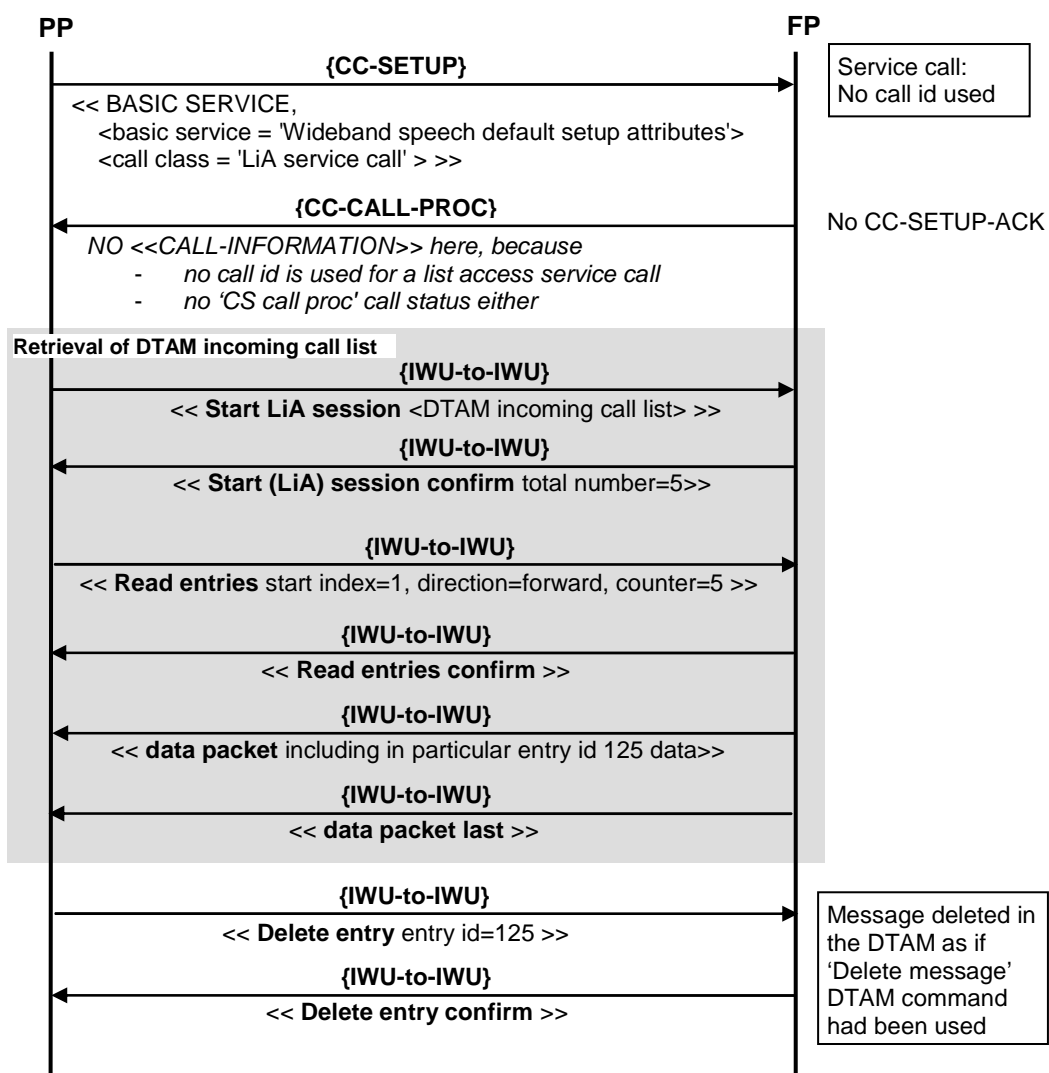 PP
FP
{CC-SETUP}
Service call:
No call id used
<< BASIC SERVICE,
<basic service = 'Wideband speech default setup attributes'>
<call class = 'LiA service call' > >>
{CC-CALL-PROC}
No CC-SETUP-ACK
NO <<CALL-INFORMATION>> here, because
- no call id is used for a list access service call
- no ‘CS call proc’ call status either
Retrieval of DTAM incoming call list
{IWU-to-IWU}
<< Start LiA session <DTAM incoming call list> >>
{IWU-to-IWU}
<< Start (LiA) session confirm total number=5>>
{IWU-to-IWU}
<< Read entries start index=1, direction=forward, counter=5 >>
{IWU-to-IWU}
<< Read entries confirm >>
{IWU-to-IWU}
<< data packet including in particular entry id 125 data>>
{IWU-to-IWU}
<< data packet last >>
{IWU-to-IWU}
<< Delete entry entry id=125 >>
{IWU-to-IWU}
<< Delete entry confirm >>
Message deleted in
the DTAM as if
‘Delete message’
DTAM command
had been used